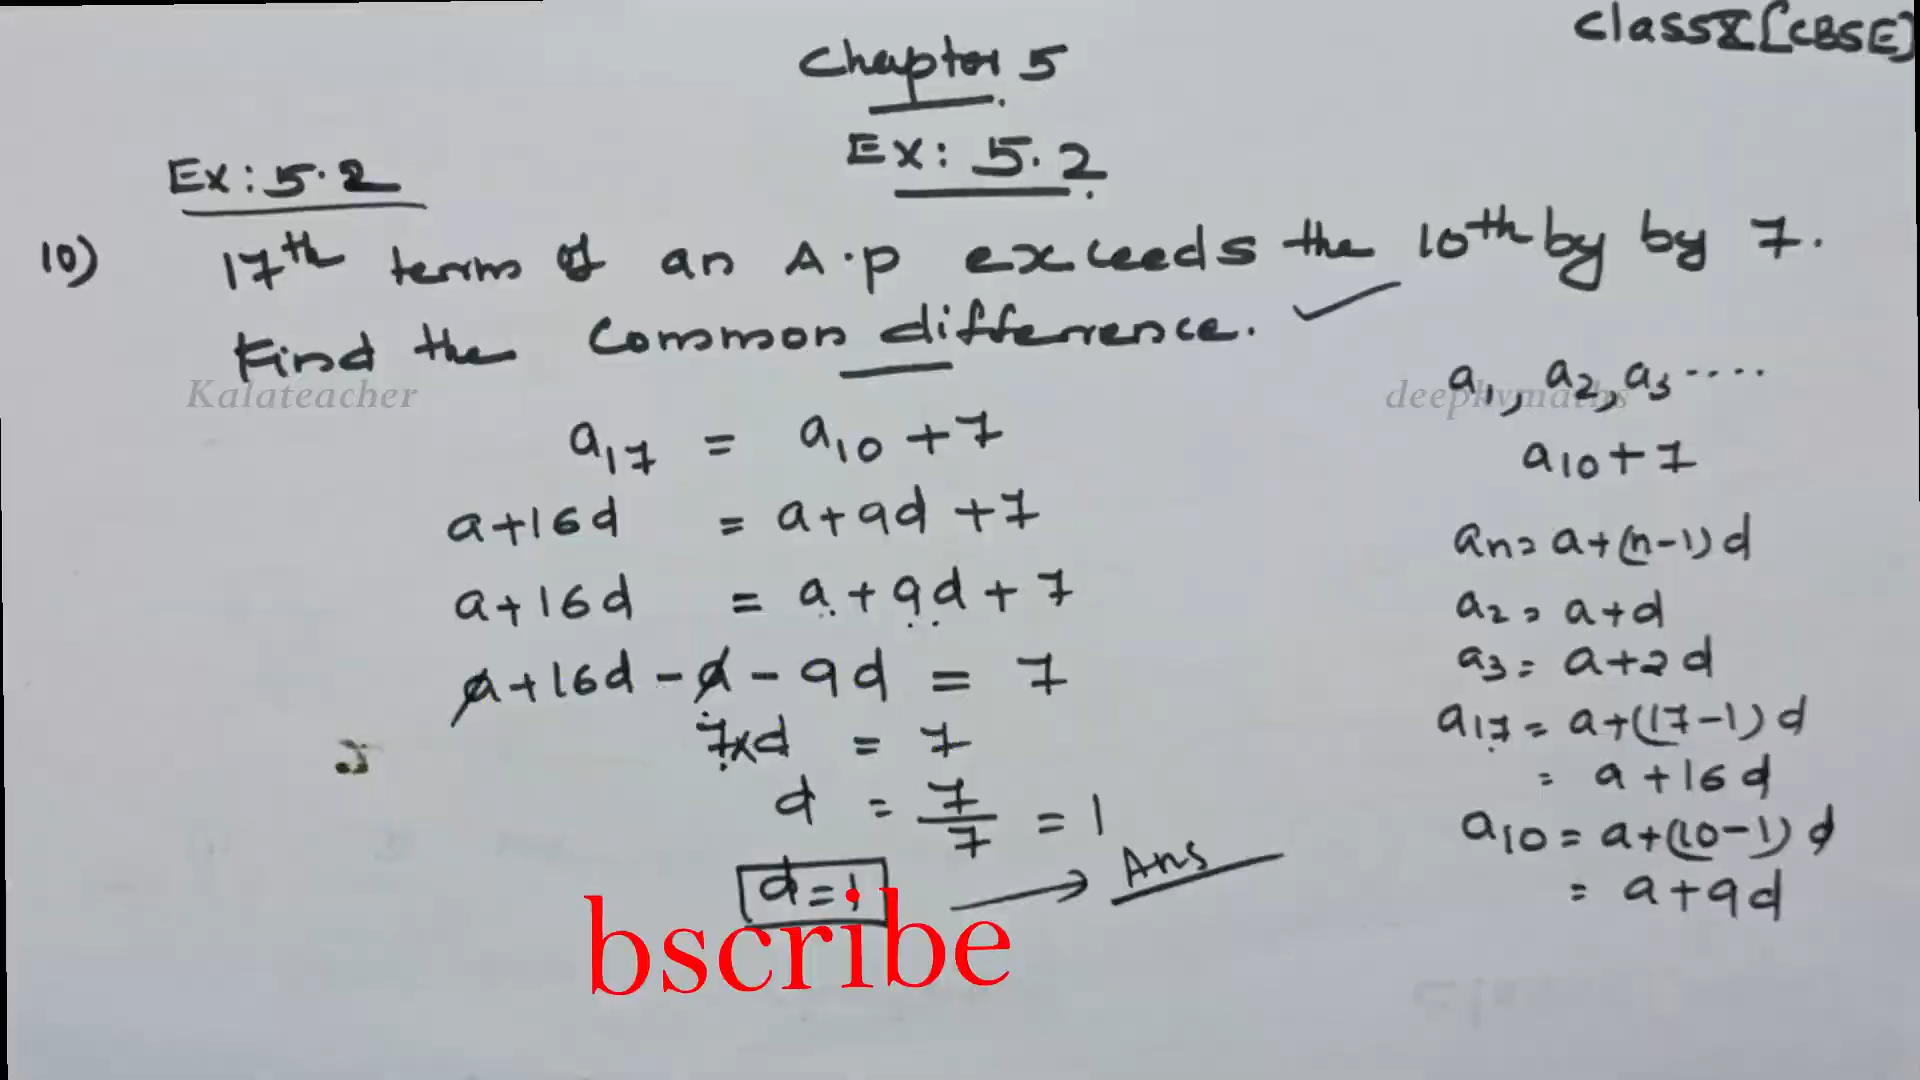 Class X [CBSE]
Chapter 5
Ex: 5.2
Ex: 5.2
10) 17th term of an A.p exceeds the 10th by by 7.
Find the common difference.
Kalateacher
deephymaths
a17 = a10 + 7
a+16d = a+9d +7
a+16d = a+9d+7
a+16d - a - 9d = 7
7xd = 7
d = 7/7 = 1
d=1 → Ans
a1, a2, a3 ....
a10+7
an = a+(n-1)d
a2 = a+d
a3 = a+2d
a17 = a+(17-1)d
= a+16d
a10 = a+(10-1)d
= a+9d
bscribe